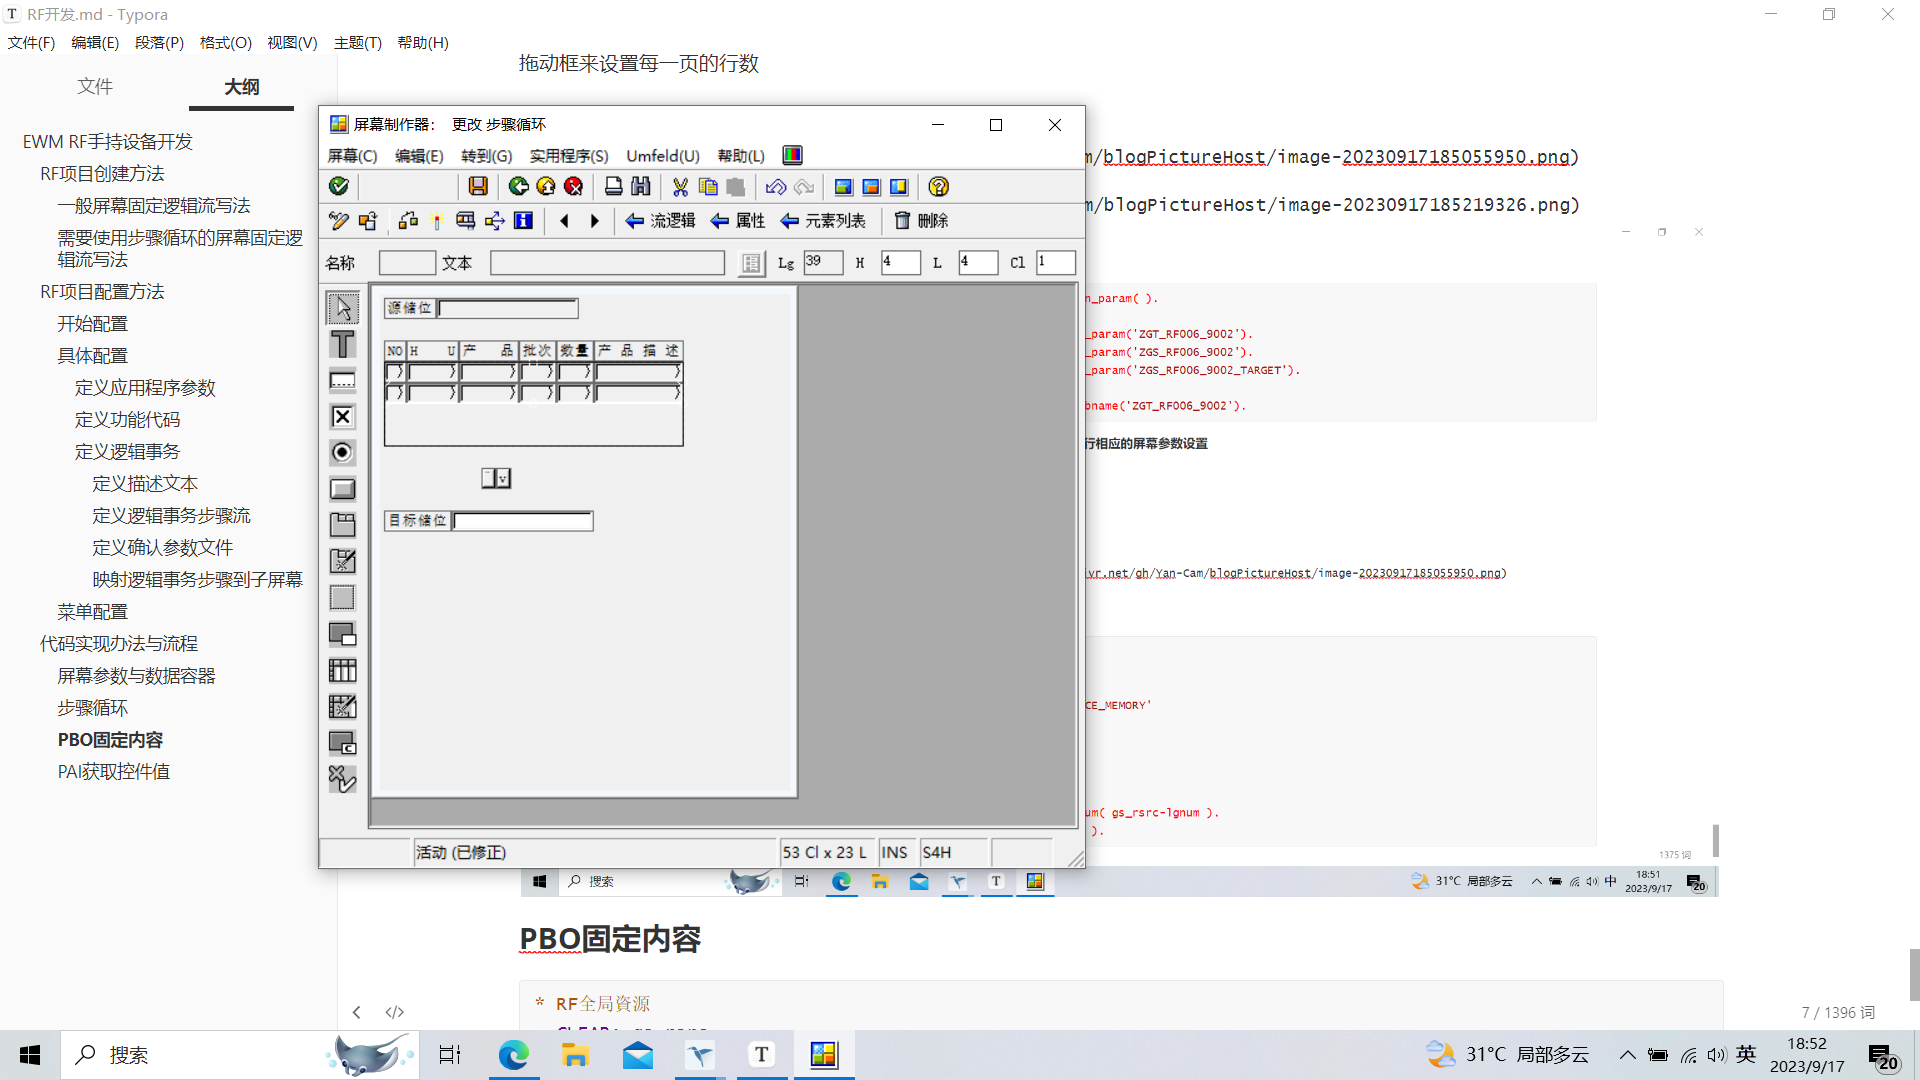 RF开发.md - Typora
文件(F) 编辑(E) 段落(P) 格式(O) 视图(V) 主题(T) 帮助(H)
文件 大纲
EWM RF手持设备开发
RF项目创建方法
一般屏幕固定逻辑流写法
需要使用步骤循环的屏幕固定逻
辑流写法
RF项目配置方法
开始配置
具体配置
定义应用程序参数
定义功能代码
定义逻辑事务
定义描述文本
定义逻辑事务步骤流
定义确认参数文件
映射逻辑事务步骤到子屏幕
菜单配置
代码实现办法与流程
屏幕参数与数据容器
步骤循环
PBO固定内容
PAI获取控件值
拖动框来设置每一页的行数
屏幕制作器: 更改 步骤循环
屏幕(C) 编辑(E) 转到(G) 实用程序(S) Umfeld(U) 帮助(L)
流逻辑 属性 元素列表 删除
名称 文本 Lg 39 H 4 L 4 Cl 1
源储位
NO H U 产 品 批次 数量 产 品 描 述
目标储位
活动 (已修正) 53 Cl x 23 L INS S4H
m/blogPictureHost/image-20230917185055950.png)
m/blogPictureHost/image-20230917185219326.png)
n_param( ).
_param('ZGT_RF006_9002').
_param('ZGS_RF006_9002').
_param('ZGS_RF006_9002_TARGET').
bname('ZGT_RF006_9002').
行相应的屏幕参数设置
ivr.net/gh/Yan-Cam/blogPictureHost/image-20230917185055950.png)
CE_MEMORY'
um( gs_rsrc-lgnum ).
).
1375 词
搜索 T 31°C 局部多云 中 18:51
2023/9/17 20
PBO固定内容
* RF全局資源
7 / 1396 词
搜索 T 31°C 局部多云 英 18:52
2023/9/17 20